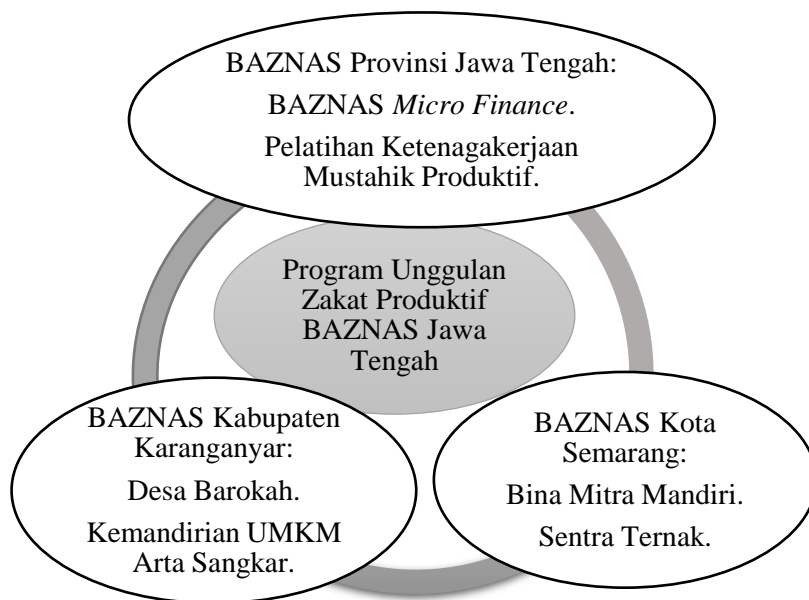 BAZNAS Provinsi Jawa Tengah:
BAZNAS Micro Finance.
Pelatihan Ketenagakerjaan
Mustahik Produktif.
Program Unggulan
Zakat Produktif
BAZNAS Jawa
Tengah
BAZNAS Kabupaten
Karanganyar:
Desa Barokah.
Kemandirian UMKM
Arta Sangkar.
BAZNAS Kota
Semarang:
Bina Mitra Mandiri.
Sentra Ternak.